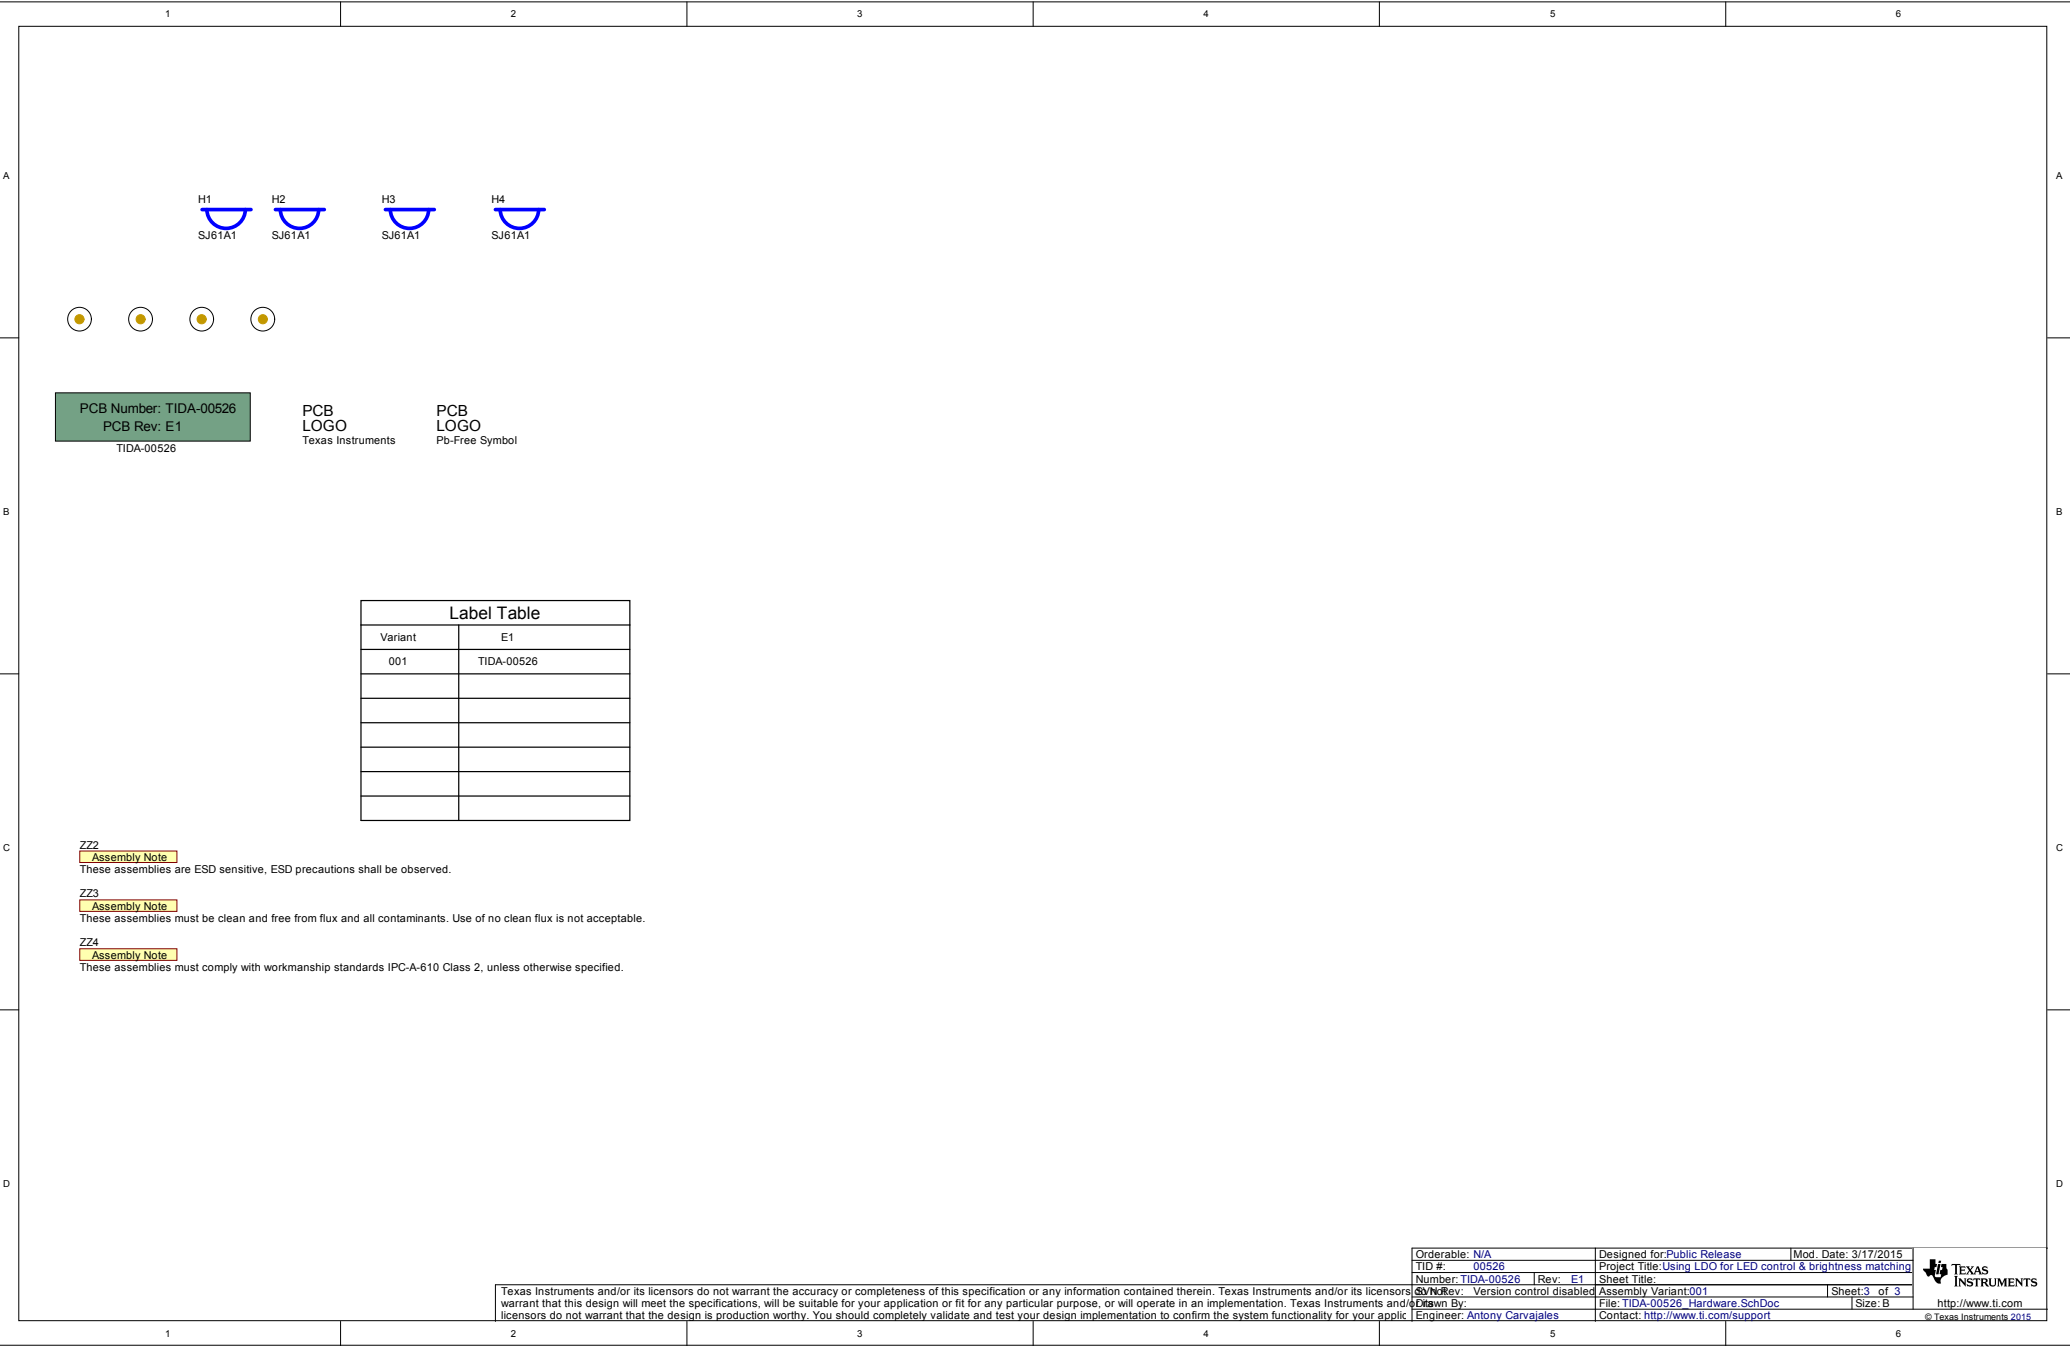 1 2 3 4 5 6
A A
H1 H2 H3 H4
SJ61A1 SJ61A1 SJ61A1 SJ61A1
PCB Number: TIDA-00526
PCB Rev: E1
TIDA-00526
PCB
LOGO
Texas Instruments
PCB
LOGO
Pb-Free Symbol
B B
Label Table
Variant E1
001 TIDA-00526
C C
ZZ2
Assembly Note
These assemblies are ESD sensitive, ESD precautions shall be observed.
ZZ3
Assembly Note
These assemblies must be clean and free from flux and all contaminants. Use of no clean flux is not acceptable.
ZZ4
Assembly Note
These assemblies must comply with workmanship standards IPC-A-610 Class 2, unless otherwise specified.
D D
Texas Instruments and/or its licensors do not warrant the accuracy or completeness of this specification or any information contained therein. Texas Instruments and/or its licensors do not
warrant that this design will meet the specifications, will be suitable for your application or fit for any particular purpose, or will operate in an implementation. Texas Instruments and/or its
licensors do not warrant that the design is production worthy. You should completely validate and test your design implementation to confirm the system functionality for your applic
Orderable: N/A Designed for:Public Release Mod. Date: 3/17/2015
TID #: 00526 Project Title:Using LDO for LED control & brightness matching
Number:TIDA-00526 Rev: E1 Sheet Title:
SVN Rev: Version control disabled Assembly Variant:001 Sheet:3 of 3
Drawn By: File:TIDA-00526_Hardware.SchDoc Size: B
Engineer: Antony Carvajales Contact: http://www.ti.com/support
TEXAS
INSTRUMENTS
http://www.ti.com
© Texas Instruments 2015
1 2 3 4 5 6